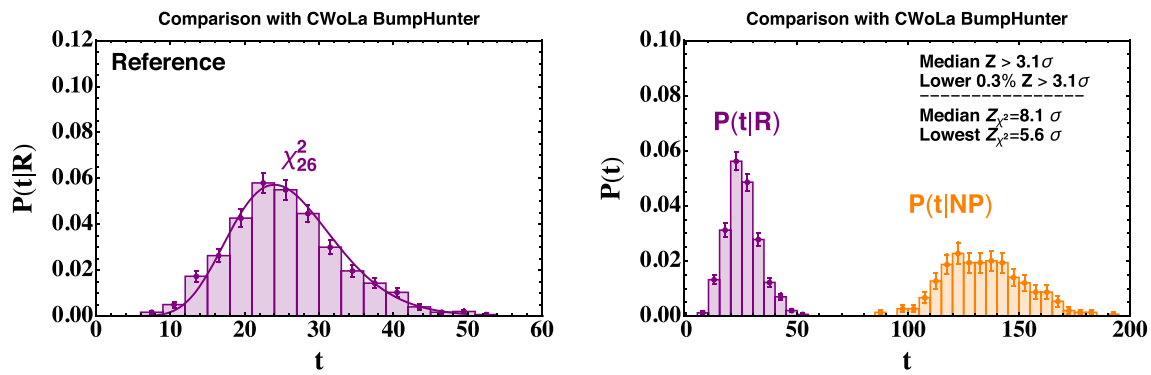 Comparison with CWoLa BumpHunter
Reference
χ²₂₆
P(t|R)
0.12
0.10
0.08
0.06
0.04
0.02
0.00
0 10 20 30 40 50 60
t
Comparison with CWoLa BumpHunter
Median Z > 3.1σ
Lower 0.3% Z > 3.1σ
-----------------
Median Zχ²=8.1 σ
Lowest Zχ²=5.6 σ
P(t|R)
P(t|NP)
P(t)
0.10
0.08
0.06
0.04
0.02
0.00
0 50 100 150 200
t